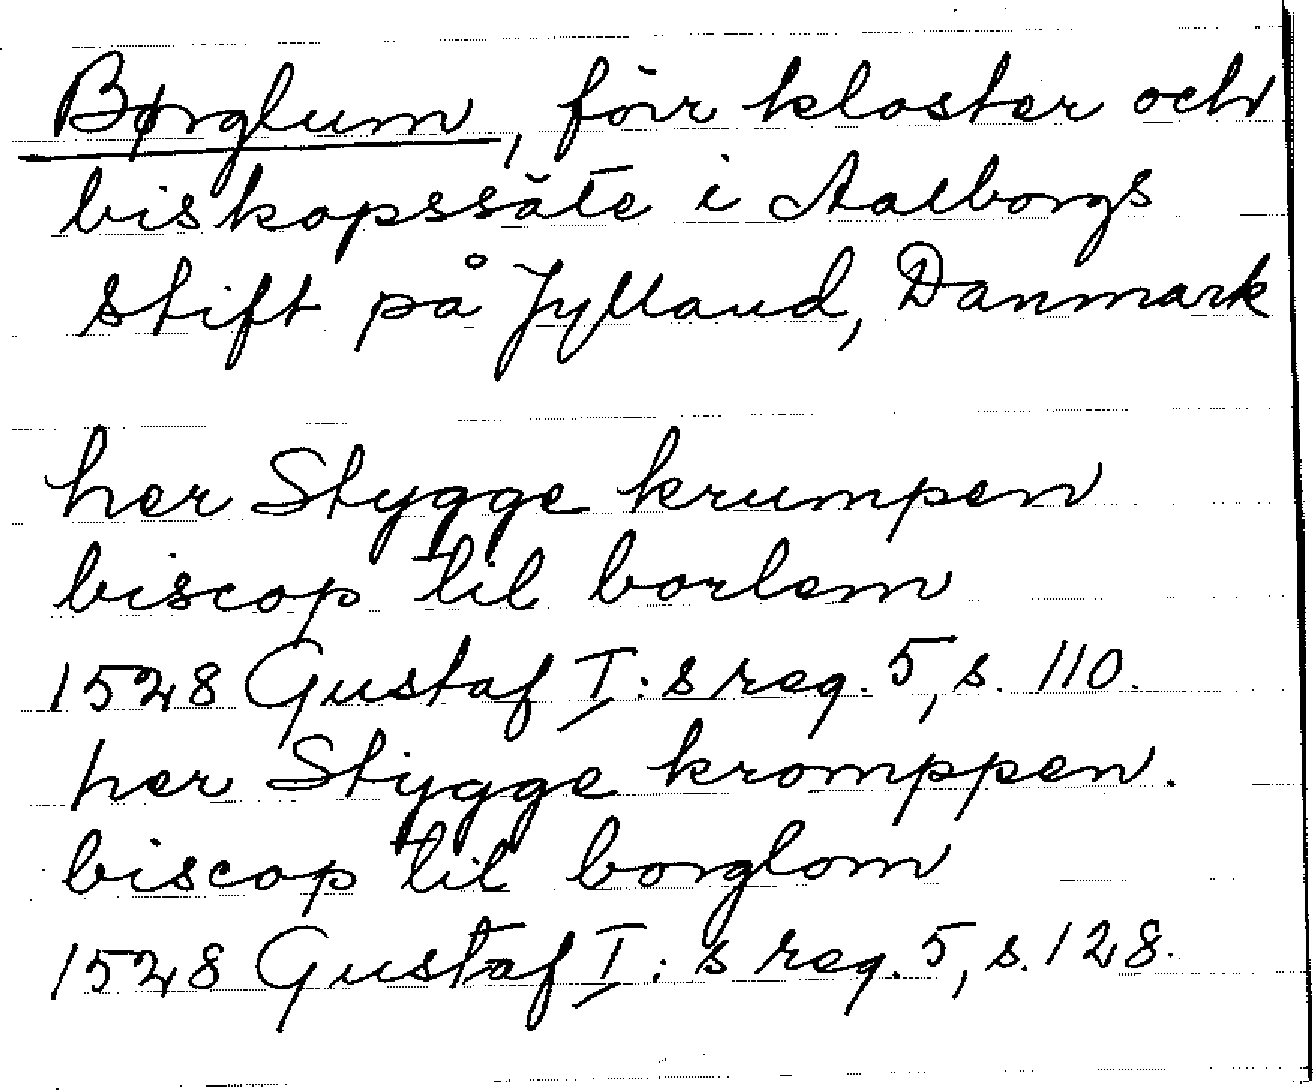 Børglum, förr kloster och
biskopssäte i Aalborgs
stift på Jylland, Danmark
her Stygge krumpen
biscop til borlem
1528 Gustaf I:s reg. 5, s. 110.
her Stygge kromppen.
biscop til borglom
1528 Gustaf I:s reg. 5, s. 128.